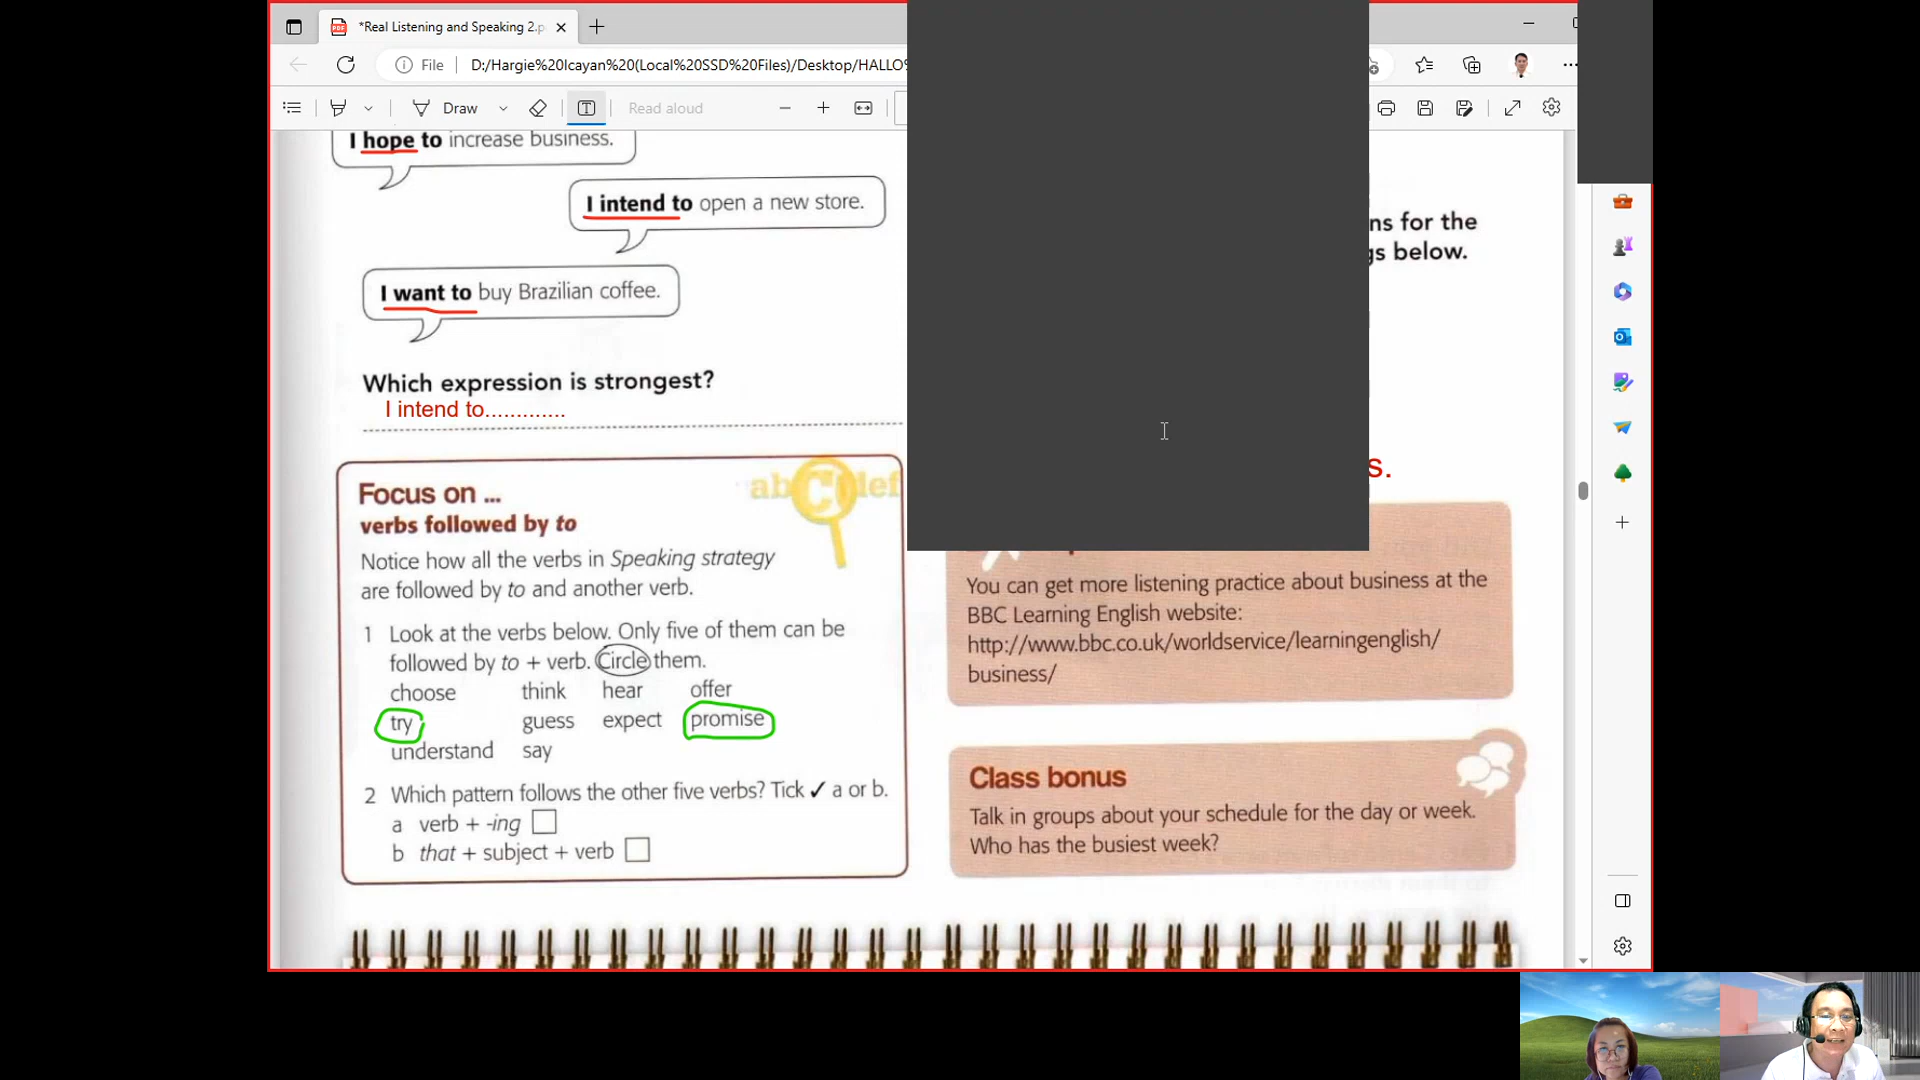 *Real Listening and Speaking 2.p
File
D:/Hargie%20Icayan%20(Local%20SSD%20Files)/Desktop/HALLO%
Draw
Read aloud
I hope to increase business.
I intend to open a new store.
I want to buy Brazilian coffee.
Which expression is strongest?
I intend to.............
Focus on ...
verbs followed by to
Notice how all the verbs in Speaking strategy
are followed by to and another verb.
1 Look at the verbs below. Only five of them can be
followed by to + verb. Circle them.
choose think hear offer
try guess expect promise
understand say
2 Which pattern follows the other five verbs? Tick ✓ a or b.
a verb + -ing
b that + subject + verb
ns for the
gs below.
s.
You can get more listening practice about business at the
BBC Learning English website:
http://www.bbc.co.uk/worldservice/learningenglish/
business/
Class bonus
Talk in groups about your schedule for the day or week.
Who has the busiest week?